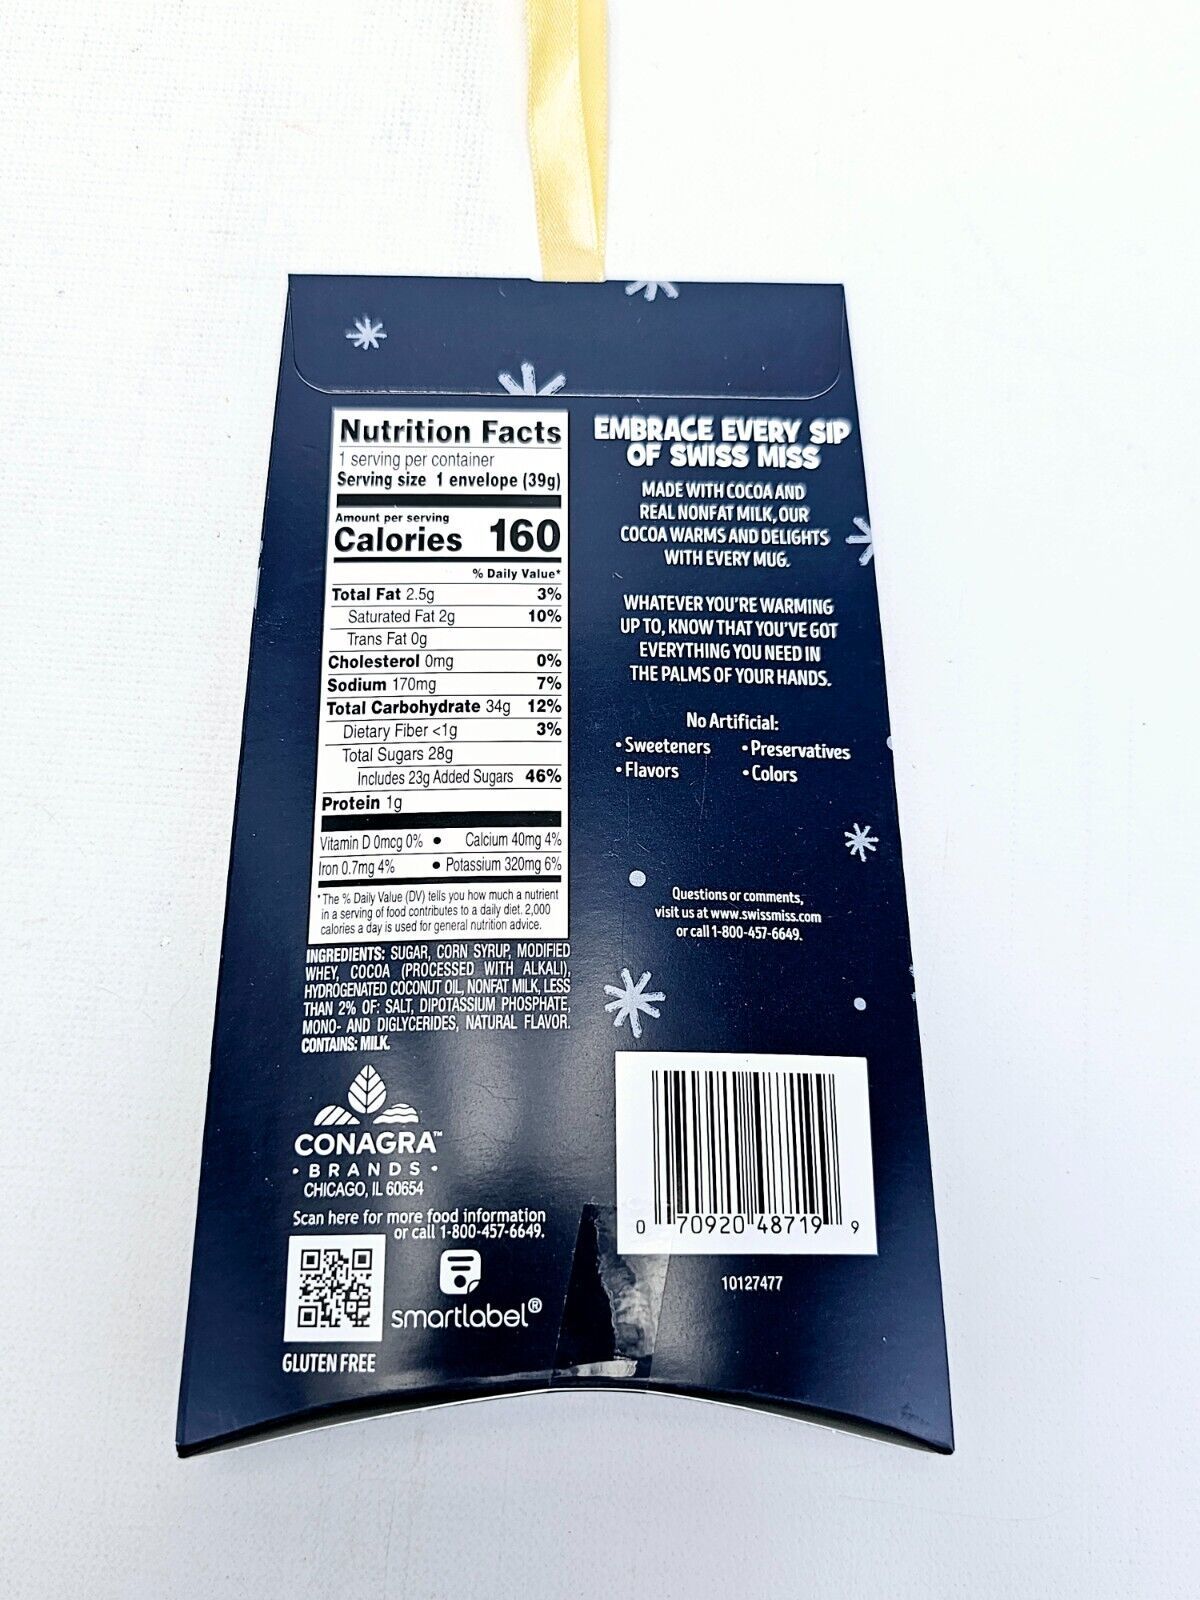 Nutrition Facts
1 serving per container
Serving size 1 envelope (39g)
Amount per serving
Calories 160
% Daily Value*
Total Fat 2.5g 3%
Saturated Fat 2g 10%
Trans Fat 0g
Cholesterol 0mg 0%
Sodium 170mg 7%
Total Carbohydrate 34g 12%
Dietary Fiber <1g 3%
Total Sugars 28g
Includes 23g Added Sugars 46%
Protein 1g
Vitamin D 0mcg 0% • Calcium 40mg 4%
Iron 0.7mg 4% • Potassium 320mg 6%
*The % Daily Value (DV) tells you how much a nutrient
in a serving of food contributes to a daily diet. 2,000
calories a day is used for general nutrition advice.
INGREDIENTS: SUGAR, CORN SYRUP, MODIFIED
WHEY, COCOA (PROCESSED WITH ALKALI),
HYDROGENATED COCONUT OIL, NONFAT MILK, LESS
THAN 2% OF: SALT, DIPOTASSIUM PHOSPHATE,
MONO- AND DIGLYCERIDES, NATURAL FLAVOR.
CONTAINS: MILK.
CONAGRA™
• BRANDS •
CHICAGO, IL 60654
Scan here for more food information
or call 1-800-457-6649.
smartlabel®
GLUTEN FREE
EMBRACE EVERY SIP
OF SWISS MISS
MADE WITH COCOA AND
REAL NONFAT MILK, OUR
COCOA WARMS AND DELIGHTS
WITH EVERY MUG.
WHATEVER YOU'RE WARMING
UP TO, KNOW THAT YOU'VE GOT
EVERYTHING YOU NEED IN
THE PALMS OF YOUR HANDS.
No Artificial:
• Sweeteners • Preservatives
• Flavors • Colors
Questions or comments,
visit us at www.swissmiss.com
or call 1-800-457-6649.
0 70920 48719 9
10127477